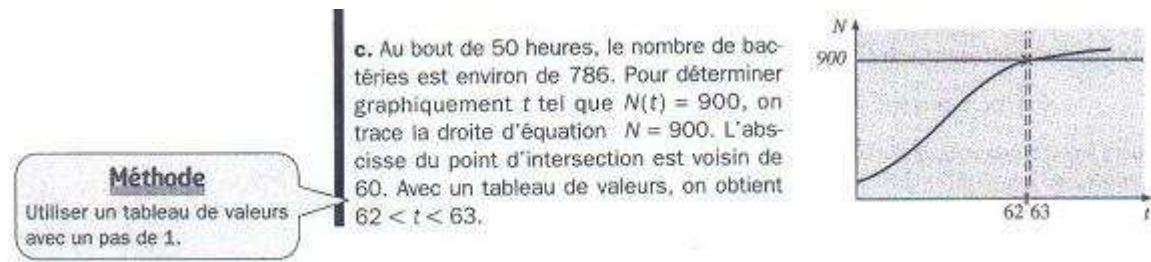 c. Au bout de 50 heures, le nombre de bac-
téries est environ de 786. Pour déterminer
graphiquement t tel que N(t) = 900, on
trace la droite d'équation N = 900. L'abs-
cisse du point d'intersection est voisin de
60. Avec un tableau de valeurs, on obtient
62 < t < 63.
Méthode
Utiliser un tableau de valeurs
avec un pas de 1.
N
900
62 63
t